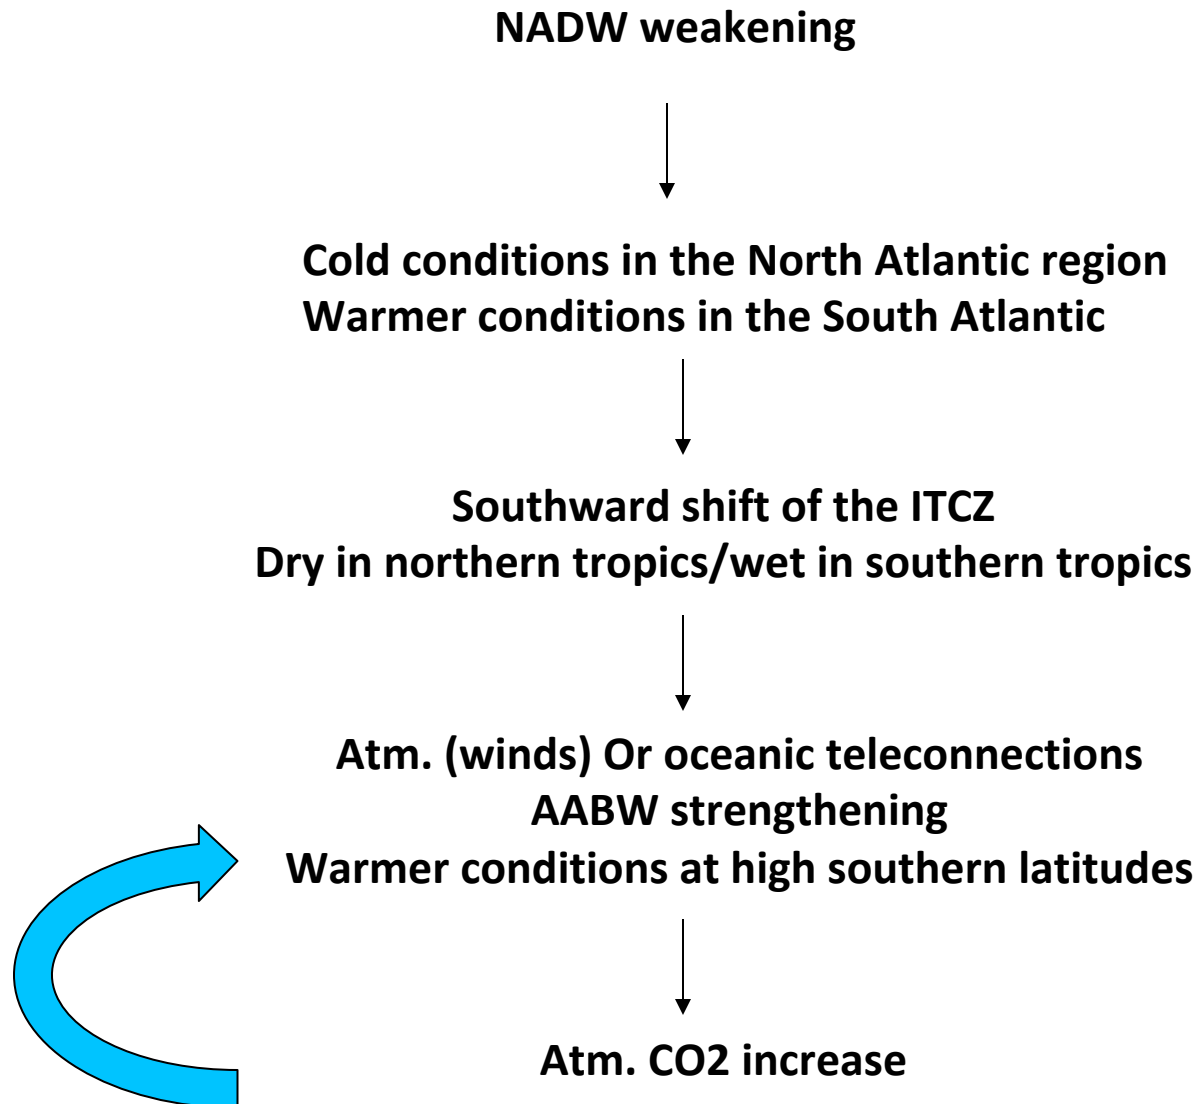 NADW weakening
Cold conditions in the North Atlantic region
Warmer conditions in the South Atlantic
Southward shift of the ITCZ
Dry in northern tropics/wet in southern tropics
Atm. (winds) Or oceanic teleconnections
AABW strengthening
Warmer conditions at high southern latitudes
Atm. CO2 increase